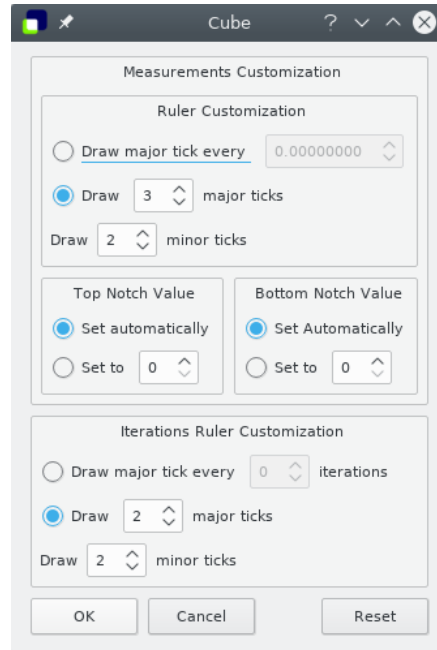 Cube
Measurements Customization
Ruler Customization
Draw major tick every 0.00000000
Draw 3 major ticks
Draw 2 minor ticks
Top Notch Value
Set automatically
Set to 0
Bottom Notch Value
Set Automatically
Set to 0
Iterations Ruler Customization
Draw major tick every 0 iterations
Draw 2 major ticks
Draw 2 minor ticks
OK Cancel Reset